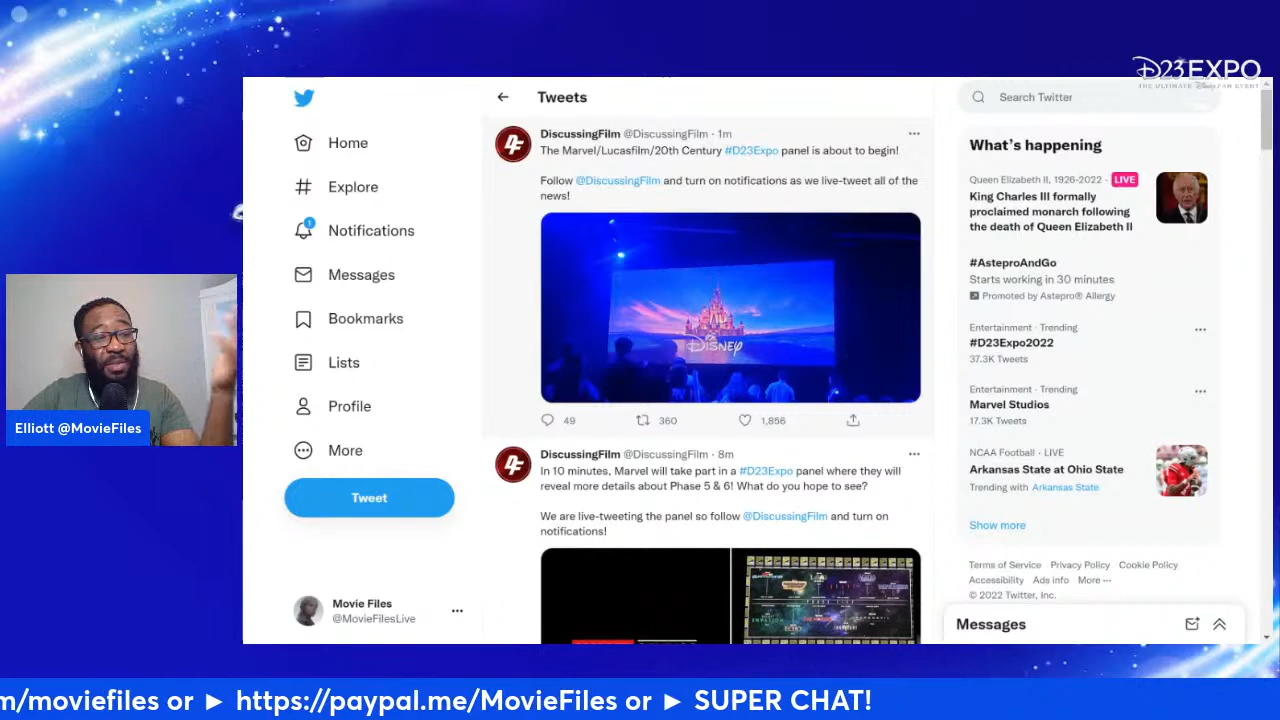 D23 EXPO
THE ULTIMATE Disney FAN EVENT
Home
Explore
1
Notifications
Messages
Bookmarks
Lists
Profile
More
Tweet
Movie Files
@MovieFilesLive
Tweets
DiscussingFilm @DiscussingFilm · 1m
The Marvel/Lucasfilm/20th Century #D23Expo panel is about to begin!
Follow @DiscussingFilm and turn on notifications as we live-tweet all of the
news!
DISNEY
49 360 1,856
DiscussingFilm @DiscussingFilm · 8m
In 10 minutes, Marvel will take part in a #D23Expo panel where they will
reveal more details about Phase 5 & 6! What do you hope to see?
We are live-tweeting the panel so follow @DiscussingFilm and turn on
notifications!
Search Twitter
What's happening
Queen Elizabeth II, 1926-2022 · LIVE
King Charles III formally
proclaimed monarch following
the death of Queen Elizabeth II
#AsteproAndGo
Starts working in 30 minutes
Promoted by Astepro® Allergy
Entertainment · Trending
#D23Expo2022
37.3K Tweets
Entertainment · Trending
Marvel Studios
17.3K Tweets
NCAA Football · LIVE
Arkansas State at Ohio State
Trending with Arkansas State
Show more
Terms of Service Privacy Policy Cookie Policy
Accessibility Ads info More ···
© 2022 Twitter, Inc.
Messages
Elliott @MovieFiles
m/moviefiles or ► https://paypal.me/MovieFiles or ► SUPER CHAT!